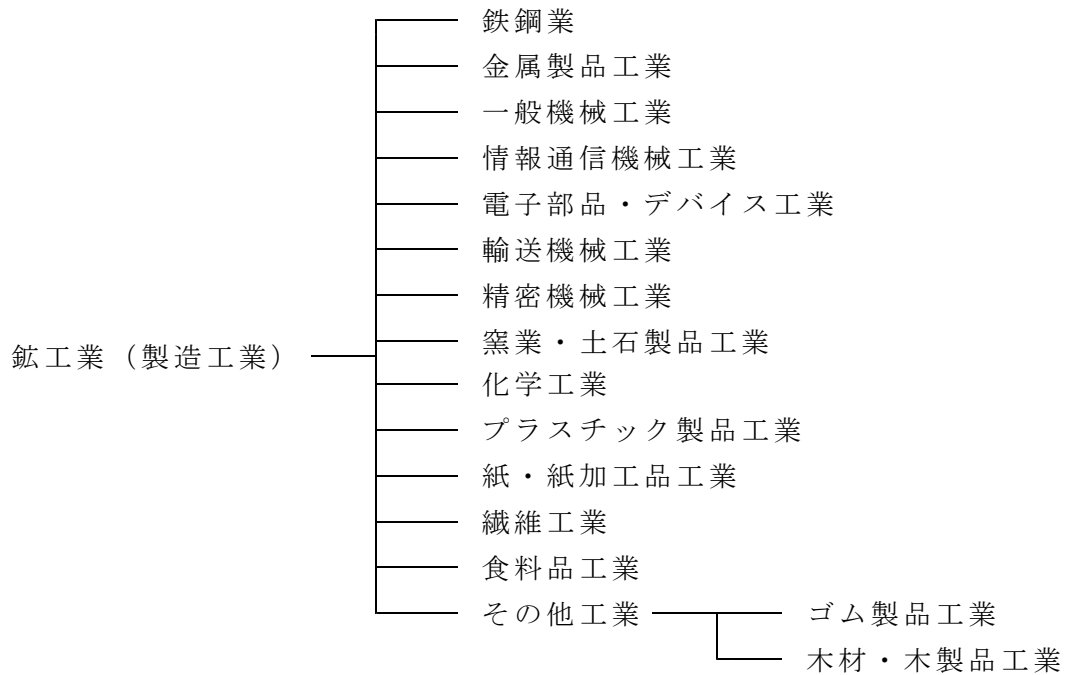 鉄鋼業
金属製品工業
一般機械工業
情報通信機械工業
電子部品・デバイス工業
輸送機械工業
精密機械工業
窯業・土石製品工業
鉱工業（製造工業）
化学工業
プラスチック製品工業
紙・紙加工品工業
繊維工業
食料品工業
その他工業 ゴム製品工業
木材・木製品工業